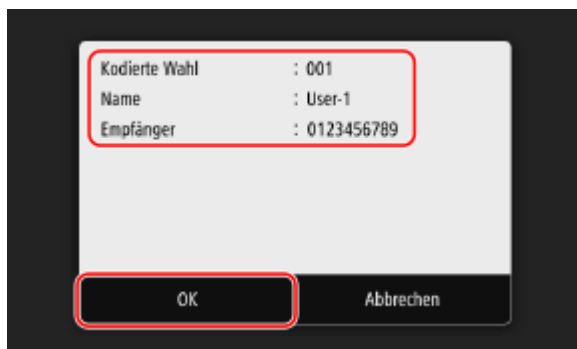 Kodierte Wahl : 001
Name : User-1
Empfänger : 0123456789
OK Abbrechen